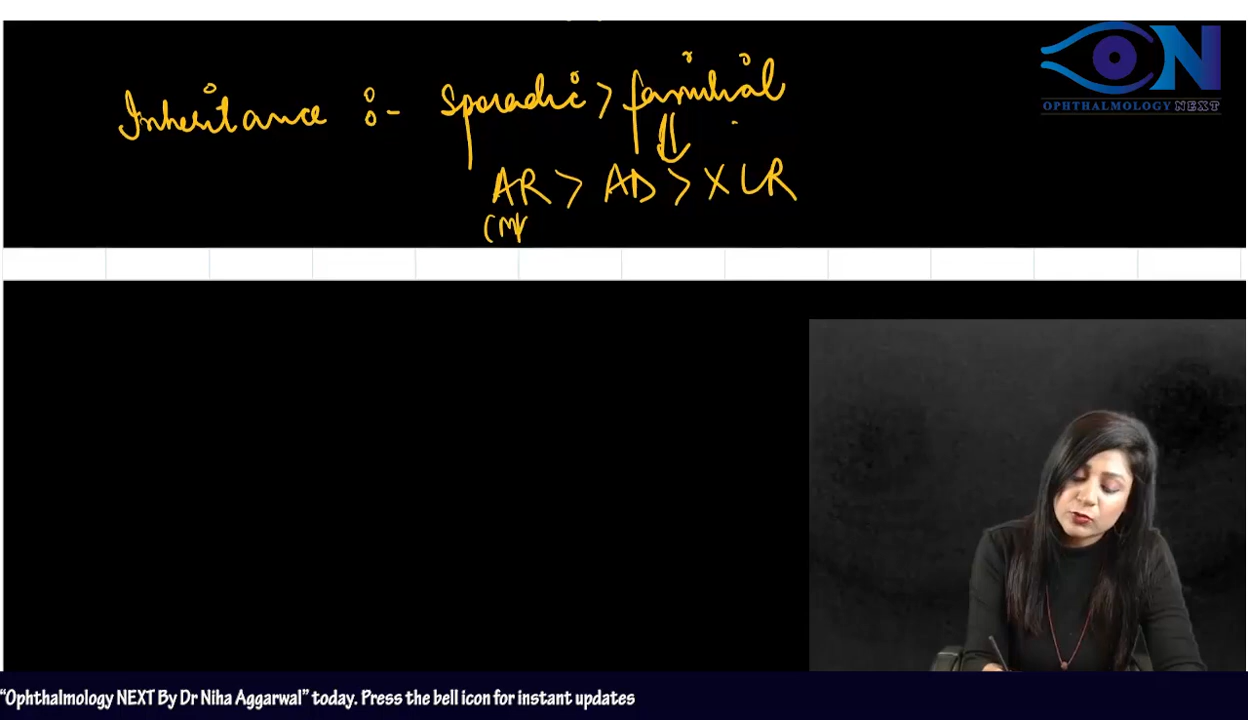 Inheritance :- Sporadic > familial
AR > AD > XLR
ON
OPHTHALMOLOGY NEXT
"Ophthalmology NEXT By Dr Niha Aggarwal" today. Press the bell icon for instant updates